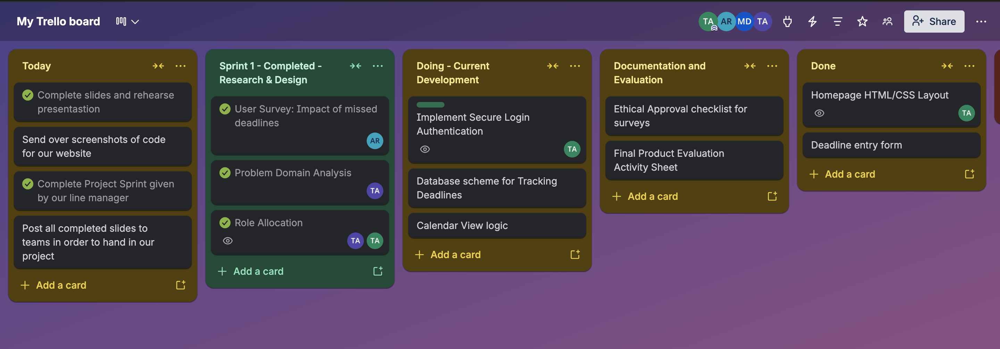 My Trello board
TA AR MD TA
Share
Today
Complete slides and rehearse
presentastion
Send over screenshots of code
for our website
Complete Project Sprint given
by our line manager
Post all completed slides to
teams in order to hand in our
project
Add a card
Sprint 1 - Completed -
Research & Design
User Survey: Impact of missed
deadlines
AR
Problem Domain Analysis
TA
Role Allocation
TA TA
Add a card
Doing - Current
Development
Implement Secure Login
Authentication
TA
Database scheme for Tracking
Deadlines
Calendar View logic
Add a card
Documentation and
Evaluation
Ethical Approval checklist for
surveys
Final Product Evaluation
Activity Sheet
Add a card
Done
Homepage HTML/CSS Layout
TA
Deadline entry form
Add a card